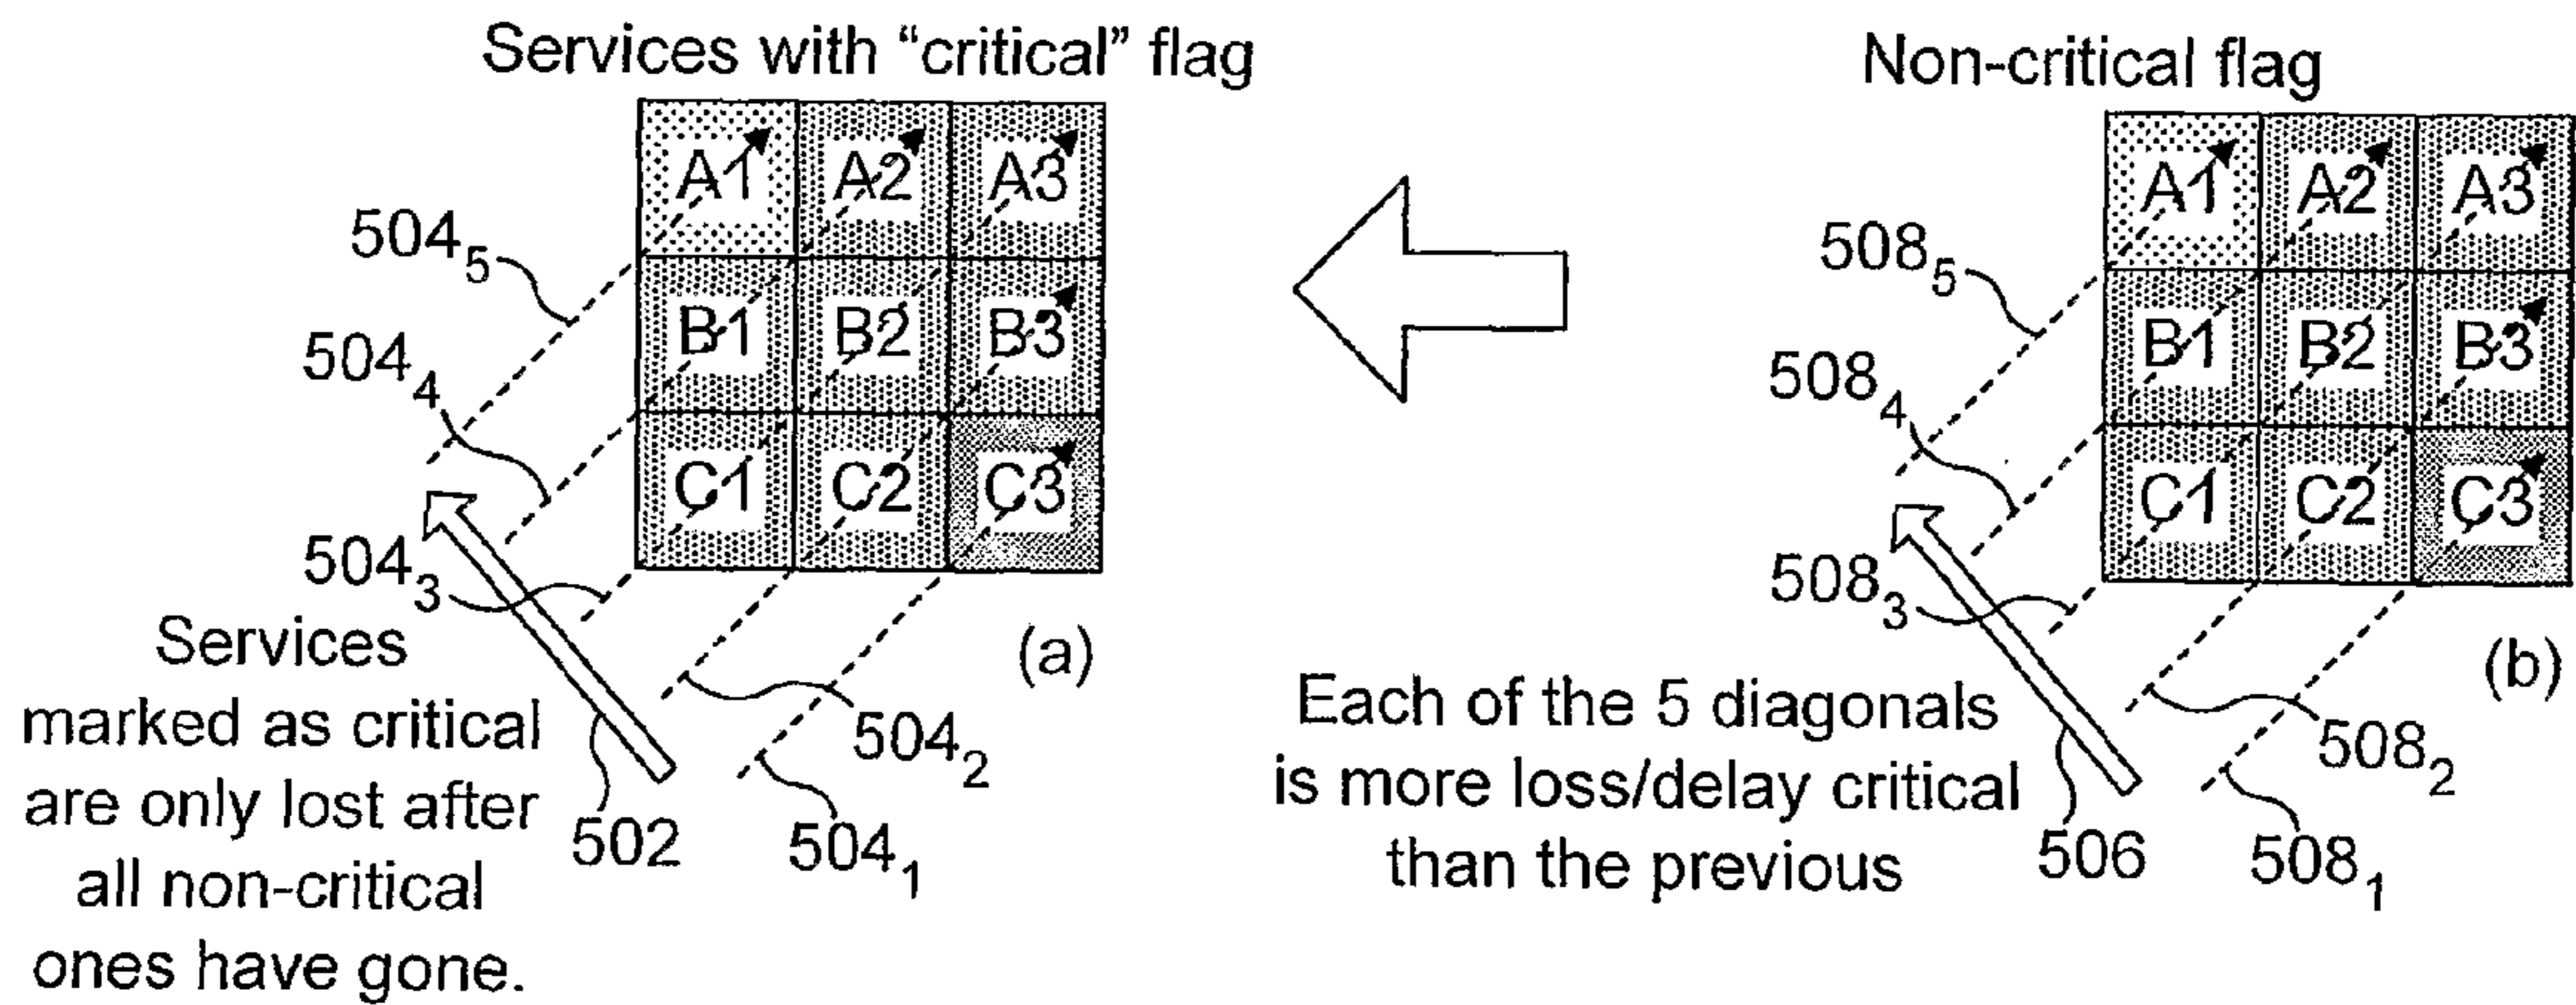 Services with “critical” flag
Non-critical flag
A1 A2 A3
B1 B2 B3
C1 C2 C3
504₅
504₄
504₃
504₂
504₁
502
(a)
Services
marked as critical
are only lost after
all non-critical
ones have gone.
A1 A2 A3
B1 B2 B3
C1 C2 C3
508₅
508₄
508₃
508₂
508₁
506
(b)
Each of the 5 diagonals
is more loss/delay critical
than the previous